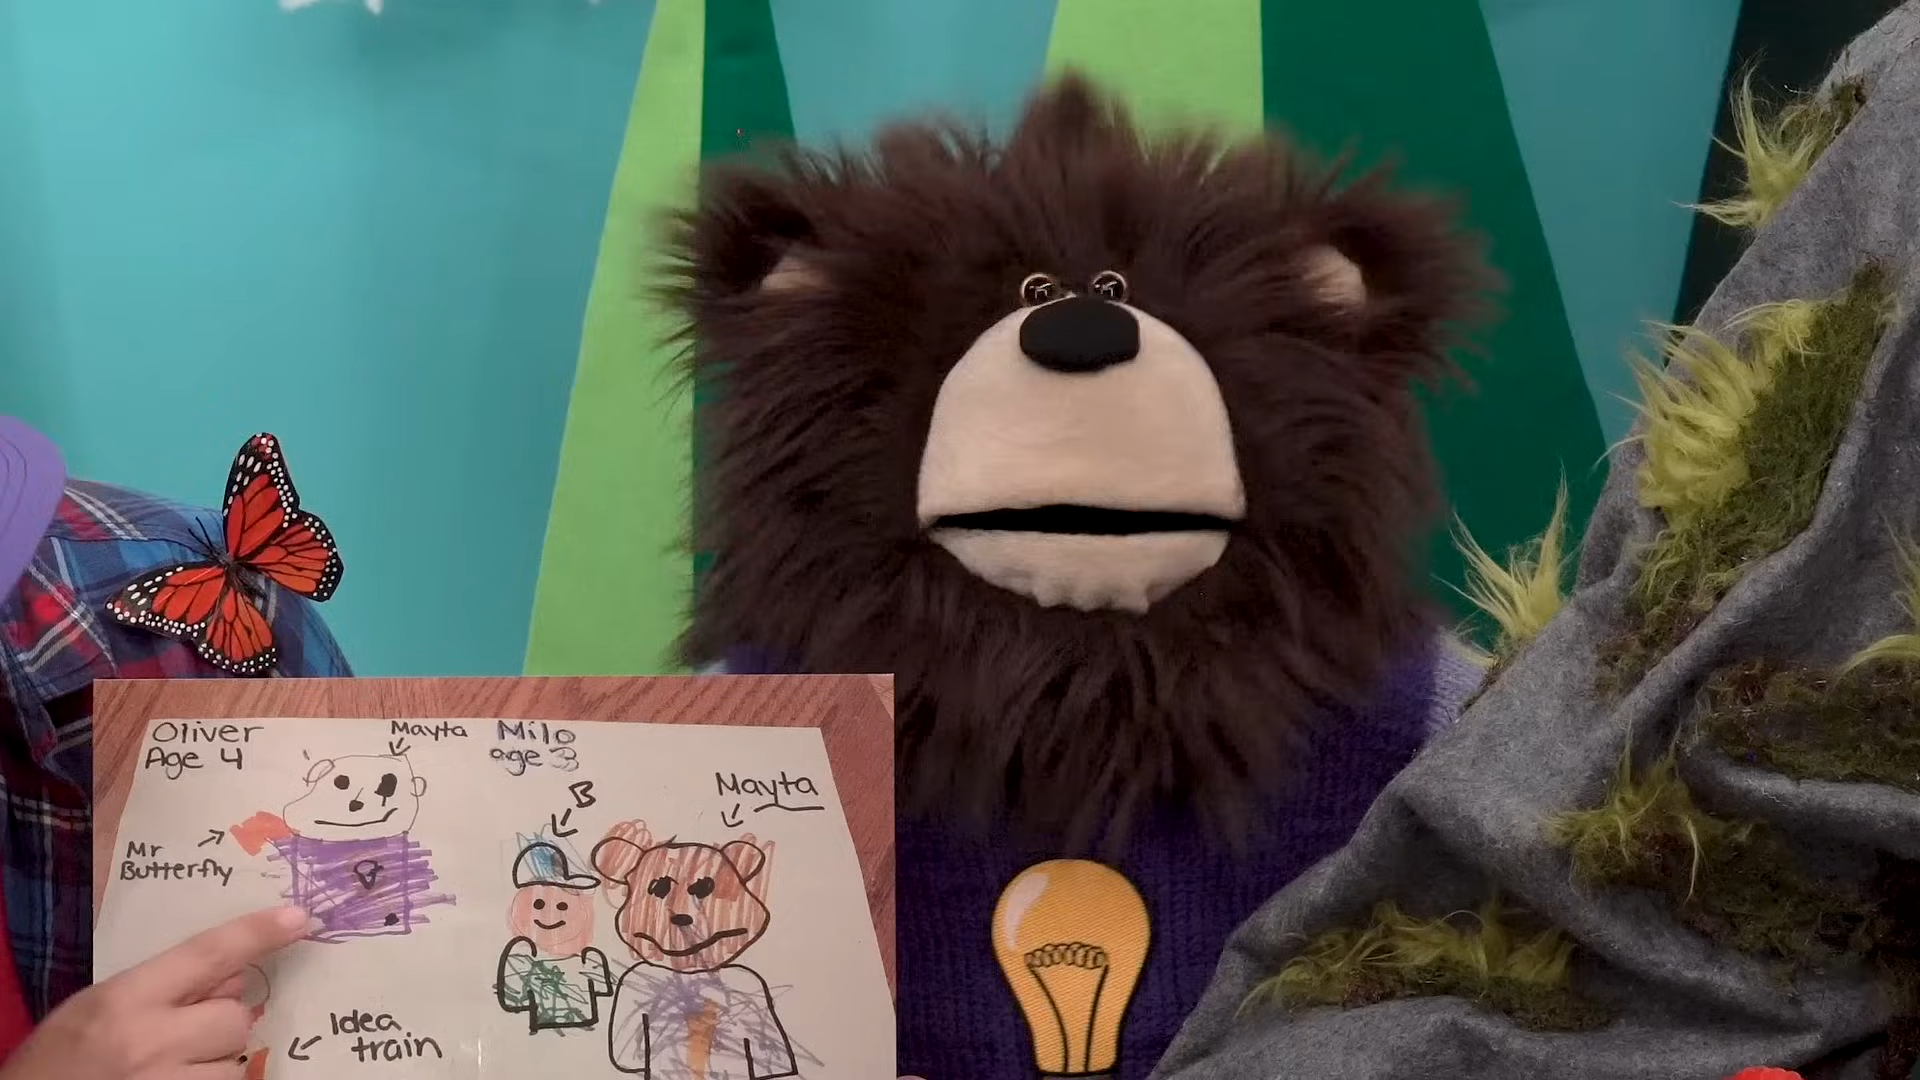 Oliver
Age 4
Mayta
Milo
age 3
B
Mayta
Mr
Butterfly
Idea
train